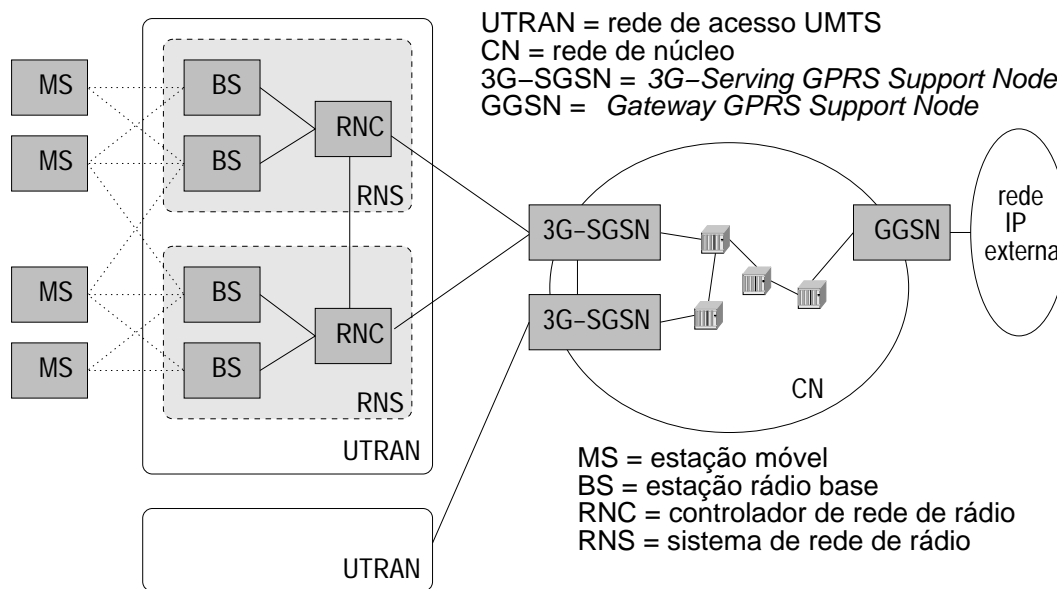 UTRAN = rede de acesso UMTS
CN = rede de núcleo
3G−SGSN = 3G−Serving GPRS Support Node
GGSN = Gateway GPRS Support Node
MS
BS
RNC
MS
BS
RNS
rede
IP
externa
3G−SGSN
GGSN
MS
BS
3G−SGSN
RNC
MS
BS
RNS
CN
UTRAN
MS = estação móvel
BS = estação rádio base
RNC = controlador de rede de rádio
RNS = sistema de rede de rádio
UTRAN